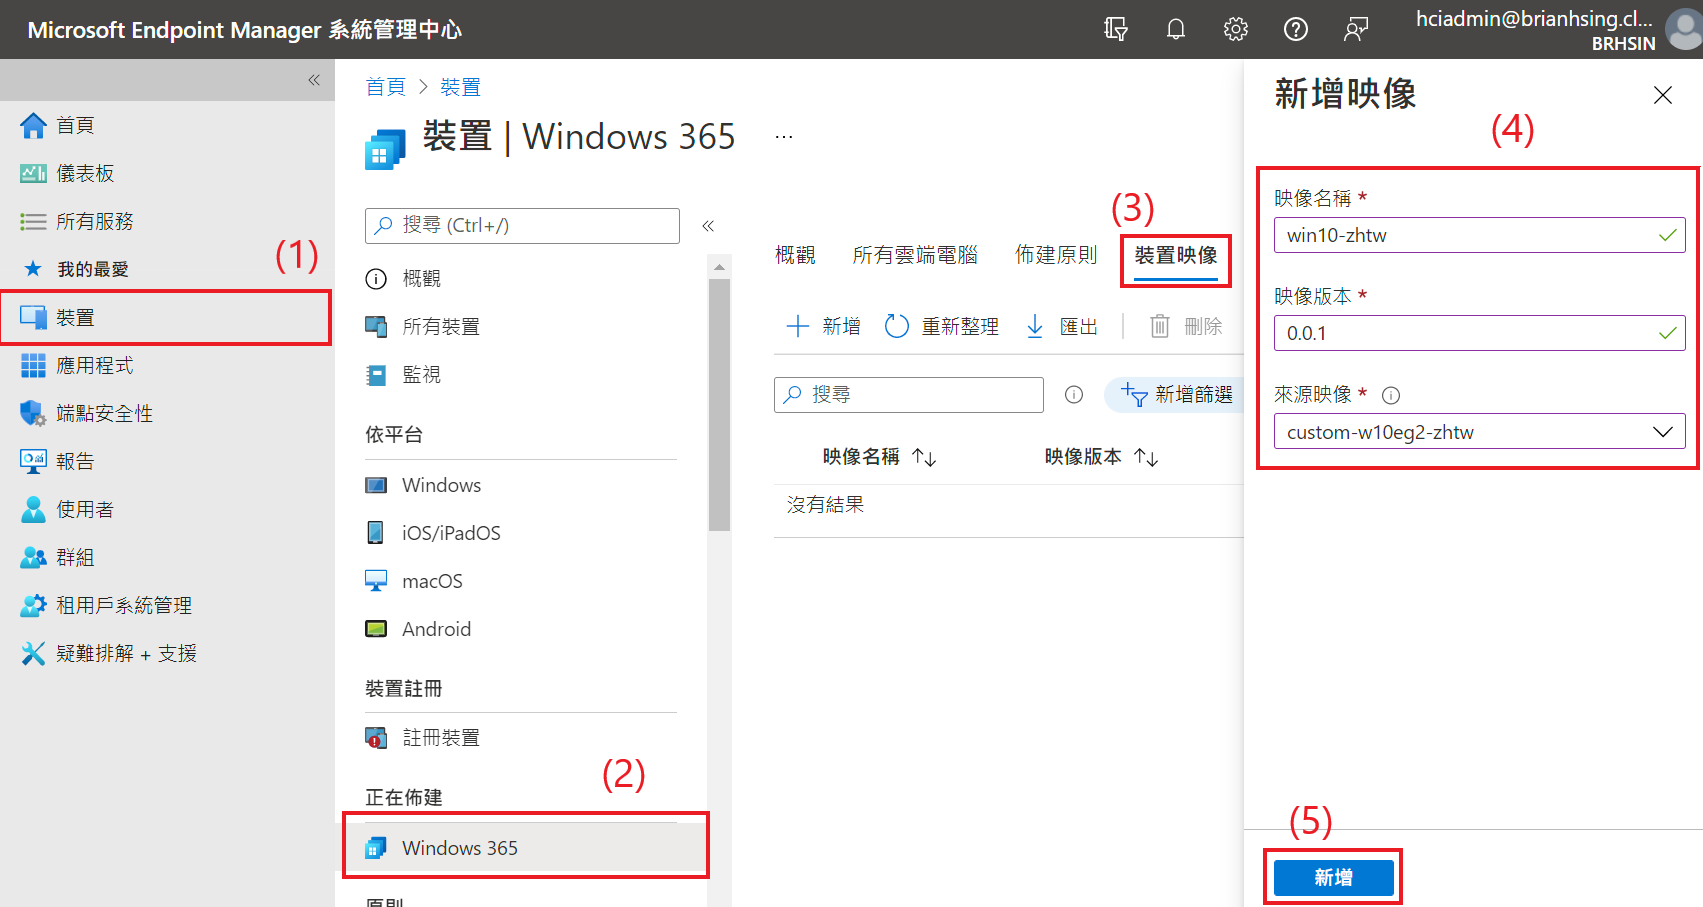 Microsoft Endpoint Manager 系統管理中心
hciadmin@brianhsing.cl...
BRHSIN
«
首頁
儀表板
所有服務
我的最愛
(1)
裝置
應用程式
端點安全性
報告
使用者
群組
租用戶系統管理
疑難排解 + 支援
首頁 > 裝置
裝置 | Windows 365 ...
搜尋 (Ctrl+/) «
概觀
所有裝置
監視
依平台
Windows
iOS/iPadOS
macOS
Android
裝置註冊
註冊裝置
(2)
正在佈建
Windows 365
原則
(3)
概觀 所有雲端電腦 佈建原則 裝置映像
新增 重新整理 匯出 | 刪除
搜尋 新增篩選
映像名稱 ↑↓ 映像版本 ↑↓
沒有結果
新增映像
(4)
映像名稱 *
win10-zhtw
映像版本 *
0.0.1
來源映像 *
custom-w10eg2-zhtw
(5)
新增